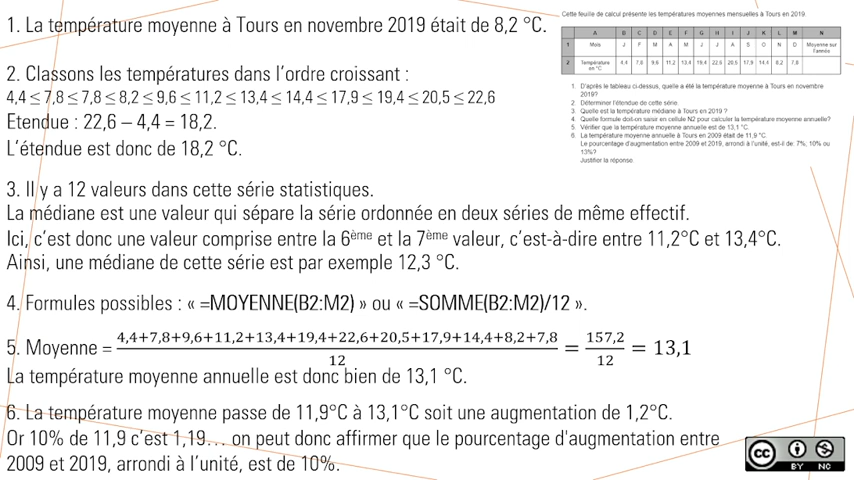 1. La température moyenne à Tours en novembre 2019 était de 8,2 °C.
2. Classons les températures dans l'ordre croissant :
4,4 ≤ 7,8 ≤ 7,8 ≤ 8,2 ≤ 9,6 ≤ 11,2 ≤ 13,4 ≤ 14,4 ≤ 17,9 ≤ 19,4 ≤ 20,5 ≤ 22,6
Etendue : 22,6 – 4,4 = 18,2.
L'étendue est donc de 18,2 °C.
3. Il y a 12 valeurs dans cette série statistiques.
La médiane est une valeur qui sépare la série ordonnée en deux séries de même effectif.
Ici, c'est donc une valeur comprise entre la 6ème et la 7ème valeur, c'est-à-dire entre 11,2°C et 13,4°C.
Ainsi, une médiane de cette série est par exemple 12,3 °C.
4. Formules possibles : « =MOYENNE(B2:M2) » ou « =SOMME(B2:M2)/12 ».
5. Moyenne = 4,4+7,8+9,6+11,2+13,4+19,4+22,6+20,5+17,9+14,4+8,2+7,8 / 12 = 157,2 / 12 = 13,1
La température moyenne annuelle est donc bien de 13,1 °C.
6. La température moyenne passe de 11,9°C à 13,1°C soit une augmentation de 1,2°C.
Or 10% de 11,9 c'est 1,19… on peut donc affirmer que le pourcentage d'augmentation entre
2009 et 2019, arrondi à l'unité, est de 10%.
Cette feuille de calcul présente les températures moyennes mensuelles à Tours en 2019
A B C D E F G H I J K L M N
1 Mois J F M A M J J A S O N D Moyenne sur l'année
2 Température en °C 4,4 7,8 9,6 11,2 13,4 19,4 22,6 20,5 17,9 14,4 8,2 7,8
1. D'après le tableau ci-dessus, quelle a été la température moyenne à Tours en novembre
2019?
2. Déterminer l'étendue de cette série.
3. Quelle est la température médiane à Tours en 2019 ?
4. Quelle formule doit-on saisir en cellule N2 pour calculer la température moyenne annuelle?
5. Vérifier que la température moyenne annuelle est de 13,1 °C.
6. La température moyenne annuelle à Tours en 2009 était de 11,9 °C.
Le pourcentage d'augmentation entre 2009 et 2019, arrondi à l'unité, est-il de: 7%; 10% ou
13%?
Justifier la réponse.
cc
BY NC